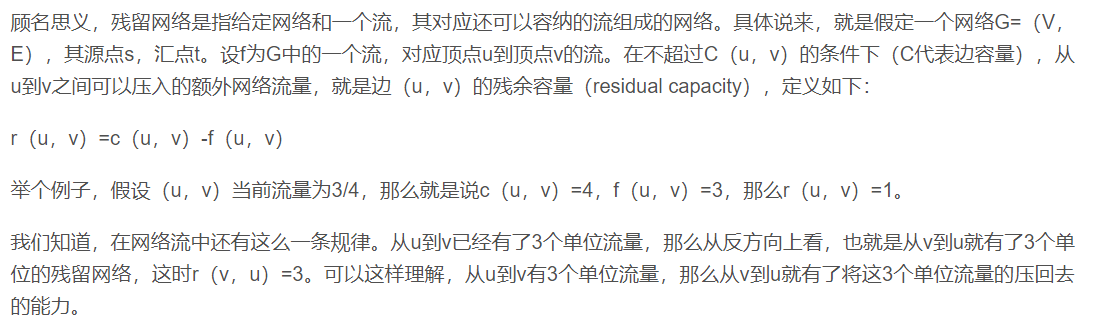 顾名思义，残留网络是指给定网络和一个流，其对应还可以容纳的流组成的网络。具体说来，就是假定一个网络G=（V，
E），其源点s，汇点t。设f为G中的一个流，对应顶点u到顶点v的流。在不超过C（u，v）的条件下（C代表边容量），从
u到v之间可以压入的额外网络流量，就是边（u，v）的残余容量（residual capacity），定义如下：
r（u，v）=c（u，v）-f（u，v）
举个例子，假设（u，v）当前流量为3/4，那么就是说c（u，v）=4，f（u，v）=3，那么r（u，v）=1。
我们知道，在网络流中还有这么一条规律。从u到v已经有了3个单位流量，那么从反方向上看，也就是从v到u就有了3个单
位的残留网络，这时r（v，u）=3。可以这样理解，从u到v有3个单位流量，那么从v到u就有了将这3个单位流量的压回去
的能力。